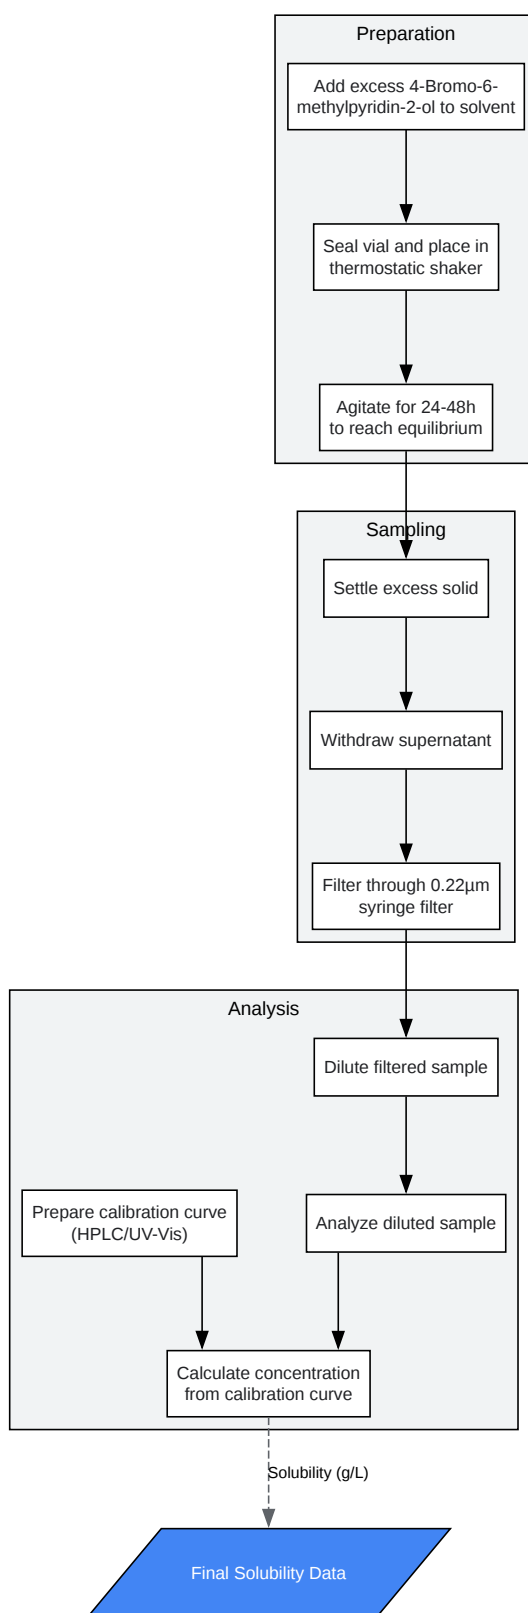 Preparation
Add excess 4-Bromo-6-
methylpyridin-2-ol to solvent
Seal vial and place in
thermostatic shaker
Agitate for 24-48h
to reach equilibrium
Sampling
Settle excess solid
Withdraw supernatant
Filter through 0.22µm
syringe filter
Analysis
Dilute filtered sample
Prepare calibration curve
(HPLC/UV-Vis)
Analyze diluted sample
Calculate concentration
from calibration curve
Solubility (g/L)
Final Solubility Data